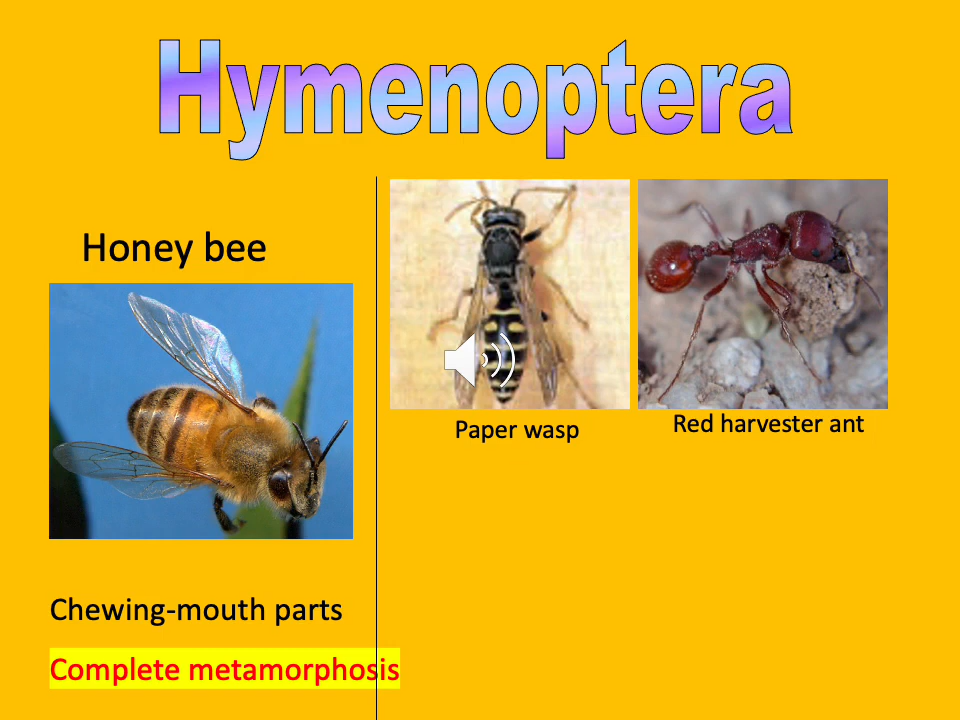 Hymenoptera
Honey bee
Paper wasp
Red harvester ant
Chewing-mouth parts
Complete metamorphosis